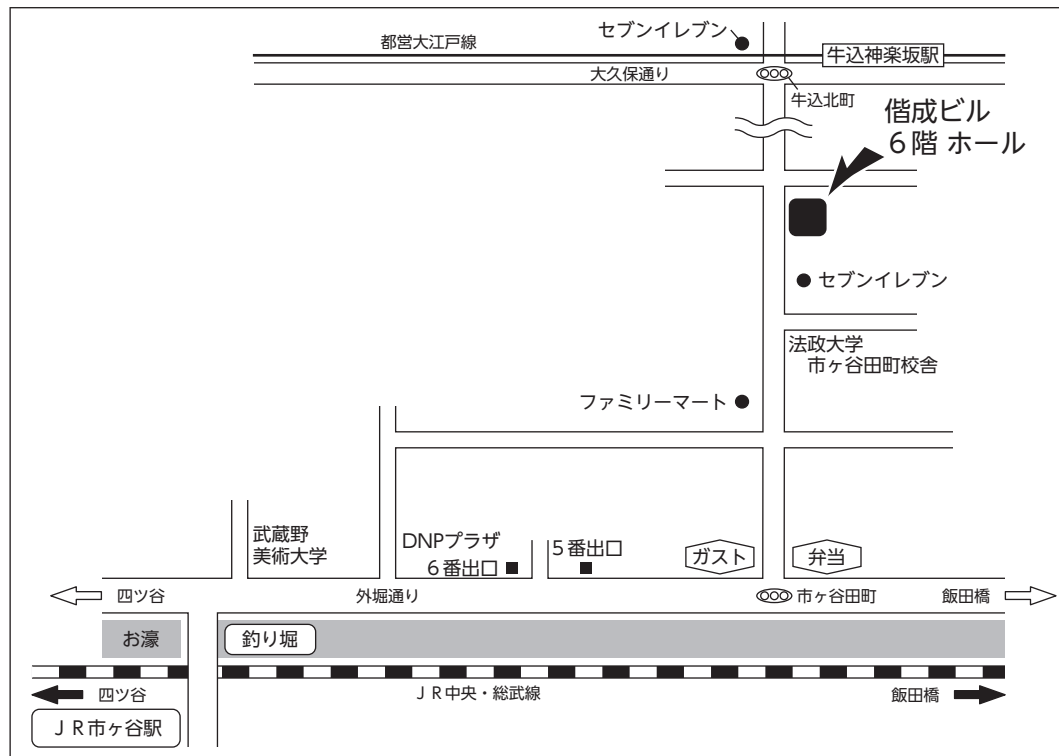 セブンイレブン
都営大江戸線
牛込神楽坂駅
大久保通り
牛込北町
偕成ビル
６階 ホール
セブンイレブン
法政大学
市ヶ谷田町校舎
ファミリーマート
武蔵野
美術大学
DNPプラザ
６番出口
５番出口
ガスト
弁当
四ツ谷
外堀通り
市ヶ谷田町
飯田橋
お濠
釣り堀
四ツ谷
ＪＲ中央・総武線
飯田橋
ＪＲ市ヶ谷駅